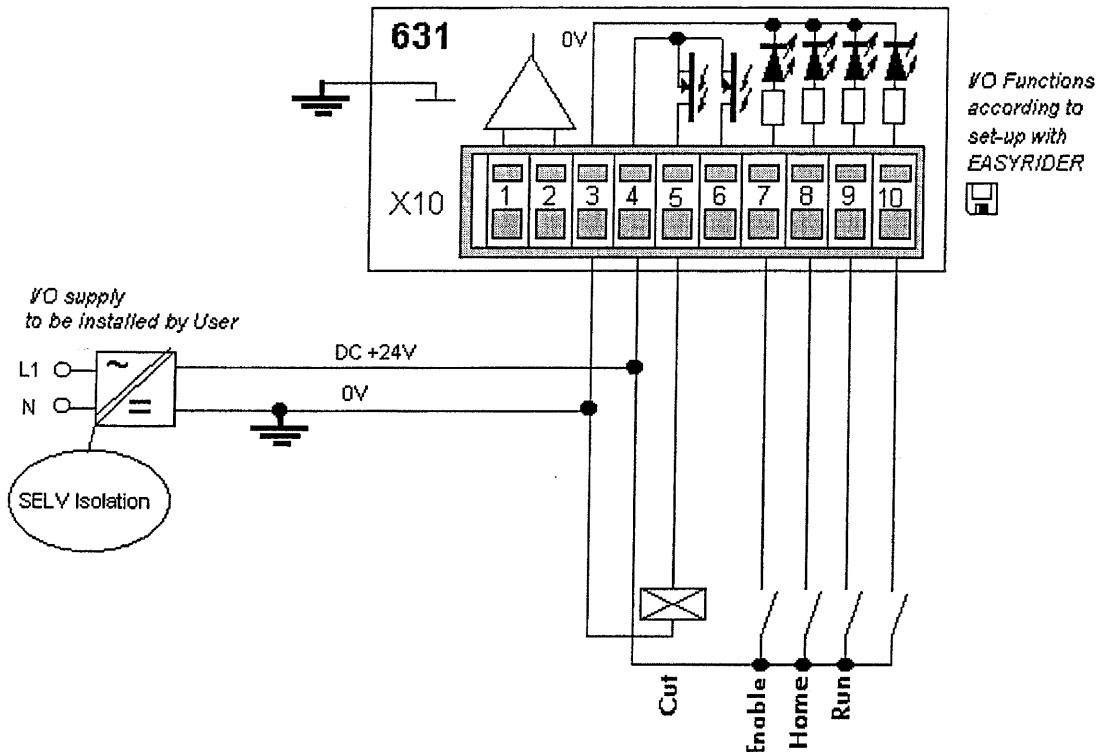 631
0V
I/O Functions
according to
set-up with
EASYRIDER
X10
1 2 3 4 5 6 7 8 9 10
I/O supply
to be installed by User
L1
N
DC +24V
0V
SELV Isolation
Cut
Enable
Home
Run